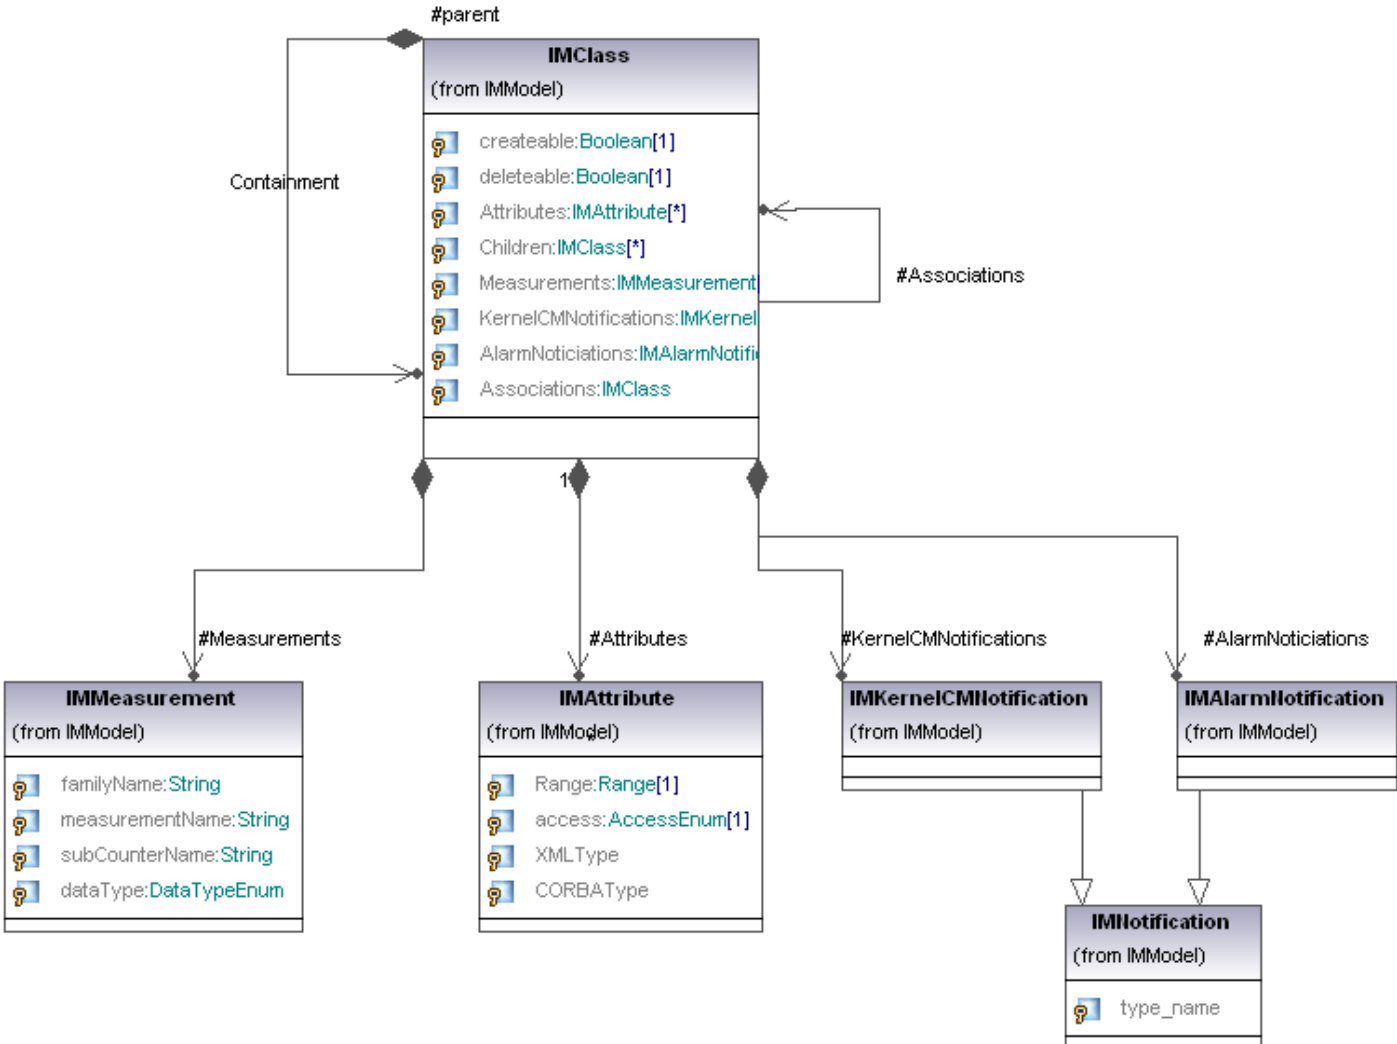 #parent
IMClass
(from IMModel)
createable:Boolean[1]
deleteable:Boolean[1]
Attributes:IMAttribute[*]
Children:IMClass[*]
Measurements:IMMeasurement[
KernelCMNotifications:IMKernel
AlarmNoticiations:IMAlarmNotifi
Associations:IMClass
Containment
#Associations
1
#Measurements
#Attributes
#KernelCMNotifications
#AlarmNoticiations
IMMeasurement
(from IMModel)
familyName:String
measurementName:String
subCounterName:String
dataType:DataTypeEnum
IMAttribute
(from IMModel)
*
Range:Range[1]
access:AccessEnum[1]
XMLType
CORBAType
IMKernelCMNotification
(from IMModel)
IMAlarmNotification
(from IMModel)
IMNotification
(from IMModel)
type_name